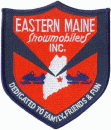 EASTERN MAINE
Snowmobilers
INC.
DEDICATED TO FAMILY, FRIENDS & FUN